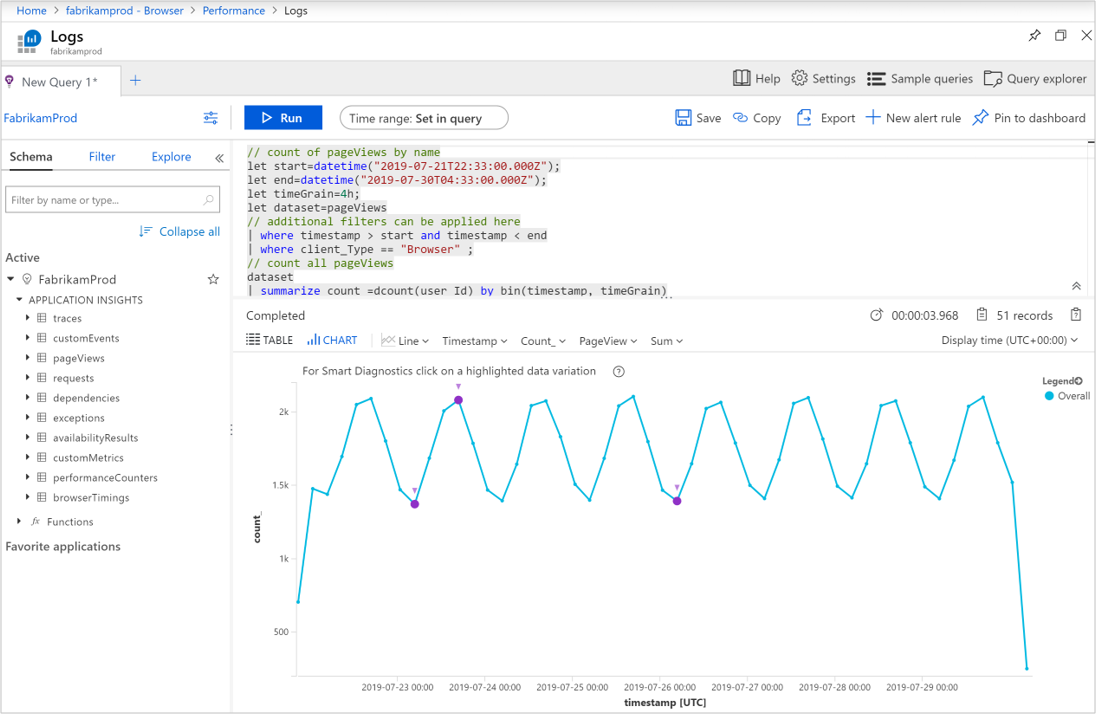 Home > fabrikamprod - Browser > Performance > Logs
Logs
fabrikamprod
New Query 1*
Help Settings Sample queries Query explorer
FabrikamProd
Run
Time range: Set in query
Save Copy Export New alert rule Pin to dashboard
Schema Filter Explore
Filter by name or type...
Collapse all
Active
FabrikamProd
APPLICATION INSIGHTS
traces
customEvents
pageViews
requests
dependencies
exceptions
availabilityResults
customMetrics
performanceCounters
browserTimings
fx Functions
Favorite applications
// count of pageViews by name
let start=datetime("2019-07-21T22:33:00.000Z");
let end=datetime("2019-07-30T04:33:00.000Z");
let timeGrain=4h;
let dataset=pageViews
// additional filters can be applied here
| where timestamp > start and timestamp < end
| where client_Type == "Browser" ;
// count all pageViews
dataset
| summarize count_=dcount(user_Id) by bin(timestamp, timeGrain)
Completed
00:00:03.968 51 records
TABLE CHART Line Timestamp Count_ PageView Sum
Display time (UTC+00:00)
For Smart Diagnostics click on a highlighted data variation
Legend
Overall
2k
1.5k
1k
500
count_
2019-07-23 00:00 2019-07-24 00:00 2019-07-25 00:00 2019-07-26 00:00 2019-07-27 00:00 2019-07-28 00:00 2019-07-29 00:00
timestamp [UTC]